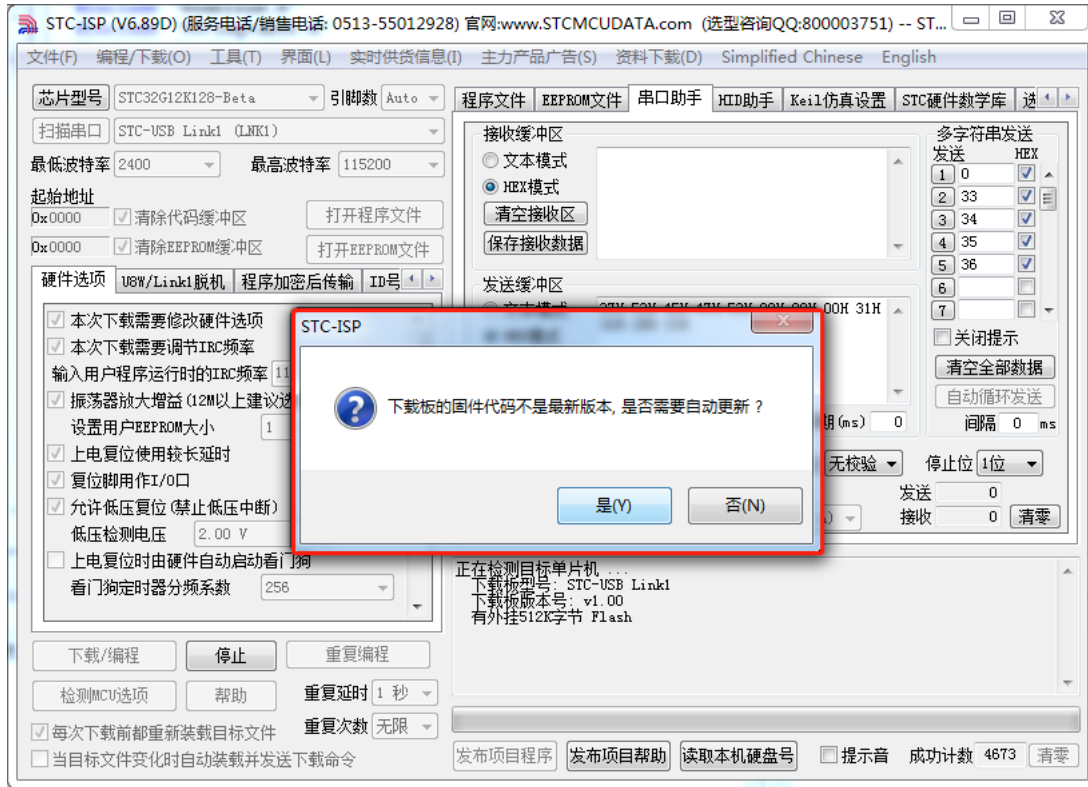 STC-ISP (V6.89D) (服务电话/销售电话: 0513-55012928) 官网:www.STCMCUDATA.com (选型咨询QQ:800003751) -- ST...
文件(F) 编程/下载(O) 工具(T) 界面(L) 实时供货信息(I) 主力产品广告(S) 资料下载(D) Simplified Chinese English
芯片型号 STC32G12K128-Beta 引脚数 Auto
扫描串口 STC-USB Link1 (LNK1)
最低波特率 2400 最高波特率 115200
起始地址
0x0000 清除代码缓冲区 打开程序文件
0x0000 清除EEPROM缓冲区 打开EEPROM文件
硬件选项 U8W/Link1脱机 程序加密后传输 ID号
本次下载需要修改硬件选项
本次下载需要调节IRC频率
输入用户程序运行时的IRC频率 11
振荡器放大增益(12M以上建议选
设置用户EEPROM大小 1
上电复位使用较长延时
复位脚用作I/O口
允许低压复位(禁止低压中断)
低压检测电压 2.00 V
上电复位时由硬件自动启动看门狗
看门狗定时器分频系数 256
下载/编程 停止 重复编程
检测MCU选项 帮助 重复延时 1 秒
每次下载前都重新装载目标文件 重复次数 无限
当目标文件变化时自动装载并发送下载命令
程序文件 EEPROM文件 串口助手 HID助手 Keil仿真设置 STC硬件数学库 选
接收缓冲区
文本模式
HEX模式
清空接收区
保存接收数据
发送缓冲区
00H 31H
多字符串发送
发送 HEX
1 0
2 33
3 34
4 35
5 36
6
7
关闭提示
清空全部数据
自动循环发送
间隔 0 ms
期(ms) 0
无校验 停止位 1位
发送 0
接收 0 清零
STC-ISP
下载板的固件代码不是最新版本, 是否需要自动更新 ?
是(Y) 否(N)
正在检测目标单片机 ...
下载板型号: STC-USB Link1
下载板版本号: v1.00
有外挂512K字节 Flash
发布项目程序 发布项目帮助 读取本机硬盘号 提示音 成功计数 4673 清零